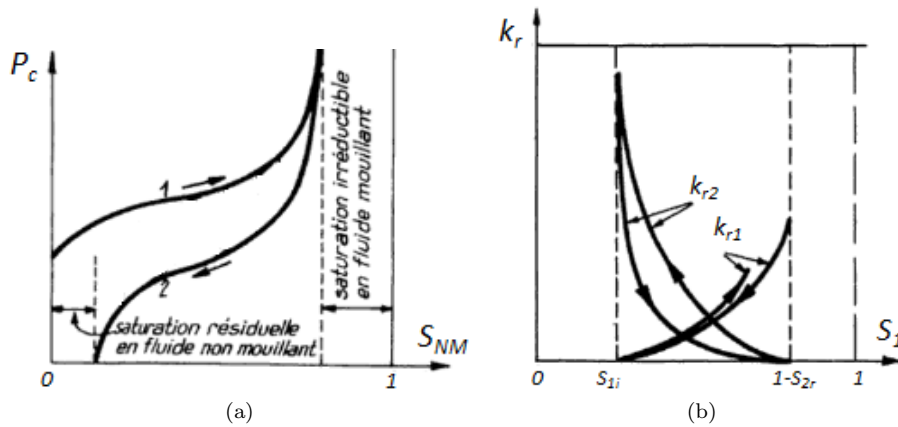 P_c
1
2
saturation résiduelle
en fluide non mouillant
saturation irréductible
en fluide mouillant
S_NM
0
1
(a)
k_r
k_r2
k_r1
S_1
0
S_1i
1-S_2r
1
(b)